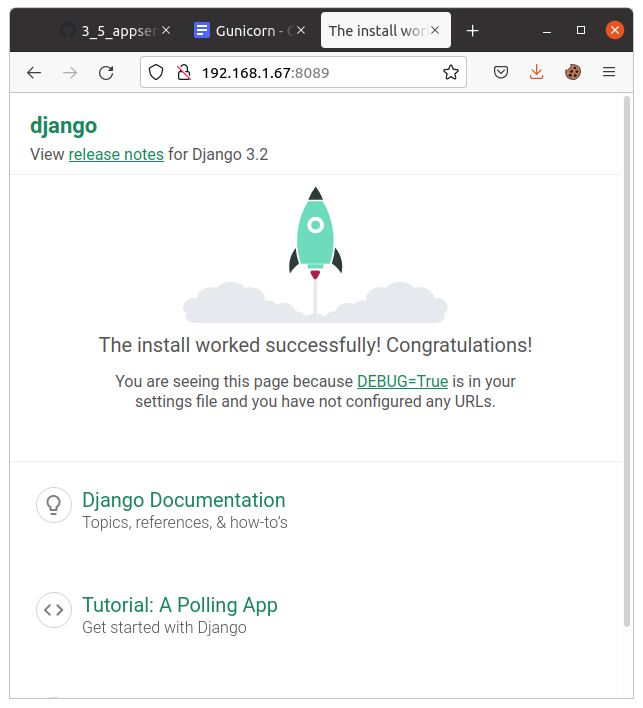 3_5_appser
Gunicorn - C
The install wor
192.168.1.67:8089
django
View release notes for Django 3.2
The install worked successfully! Congratulations!
You are seeing this page because DEBUG=True is in your
settings file and you have not configured any URLs.
Django Documentation
Topics, references, & how-to’s
Tutorial: A Polling App
Get started with Django